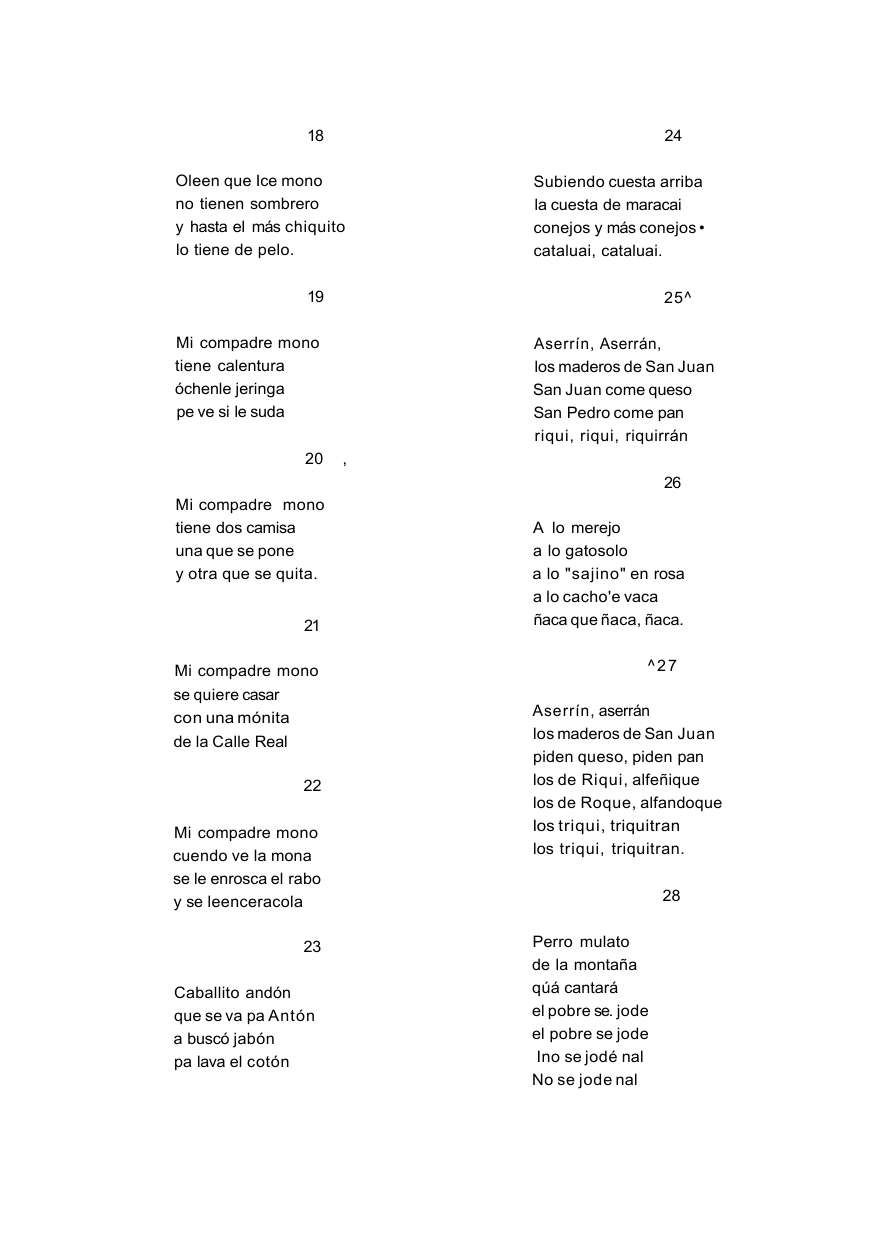 18
Oleen que Ice mono
no tienen sombrero
y hasta el más chiquito
lo tiene de pelo.
19
Mi compadre mono
tiene calentura
óchenle jeringa
pe ve si le suda
20 ,
Mi compadre mono
tiene dos camisa
una que se pone
y otra que se quita.
21
Mi compadre mono
se quiere casar
con una mónita
de la Calle Real
22
Mi compadre mono
cuendo ve la mona
se le enrosca el rabo
y se leenceracola
23
Caballito andón
que se va pa Antón
a buscó jabón
pa lava el cotón
24
Subiendo cuesta arriba
la cuesta de maracai
conejos y más conejos •
cataluai, cataluai.
25^
Aserrín, Aserrán,
los maderos de San Juan
San Juan come queso
San Pedro come pan
riqui, riqui, riquirrán
26
A lo merejo
a lo gatosolo
a lo "sajino" en rosa
a lo cacho'e vaca
ñaca que ñaca, ñaca.
^27
Aserrín, aserrán
los maderos de San Juan
piden queso, piden pan
los de Riqui, alfeñique
los de Roque, alfandoque
los triqui, triquitran
los triqui, triquitran.
28
Perro mulato
de la montaña
qúá cantará
el pobre se. jode
el pobre se jode
Ino se jodé nal
No se jode nal